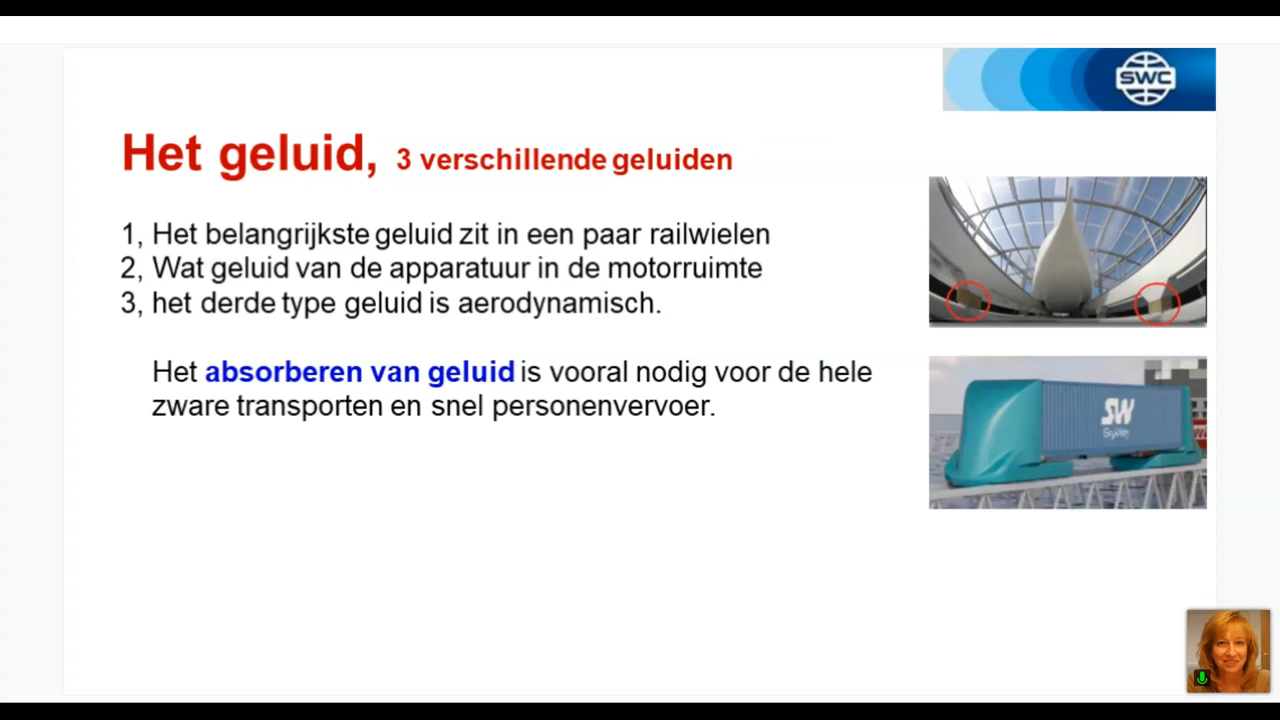 SWC
Het geluid, 3 verschillende geluiden
1, Het belangrijkste geluid zit in een paar railwielen
2, Wat geluid van de apparatuur in de motorruimte
3, het derde type geluid is aerodynamisch.
Het absorberen van geluid is vooral nodig voor de hele
zware transporten en snel personenvervoer.
SW
SkyWay